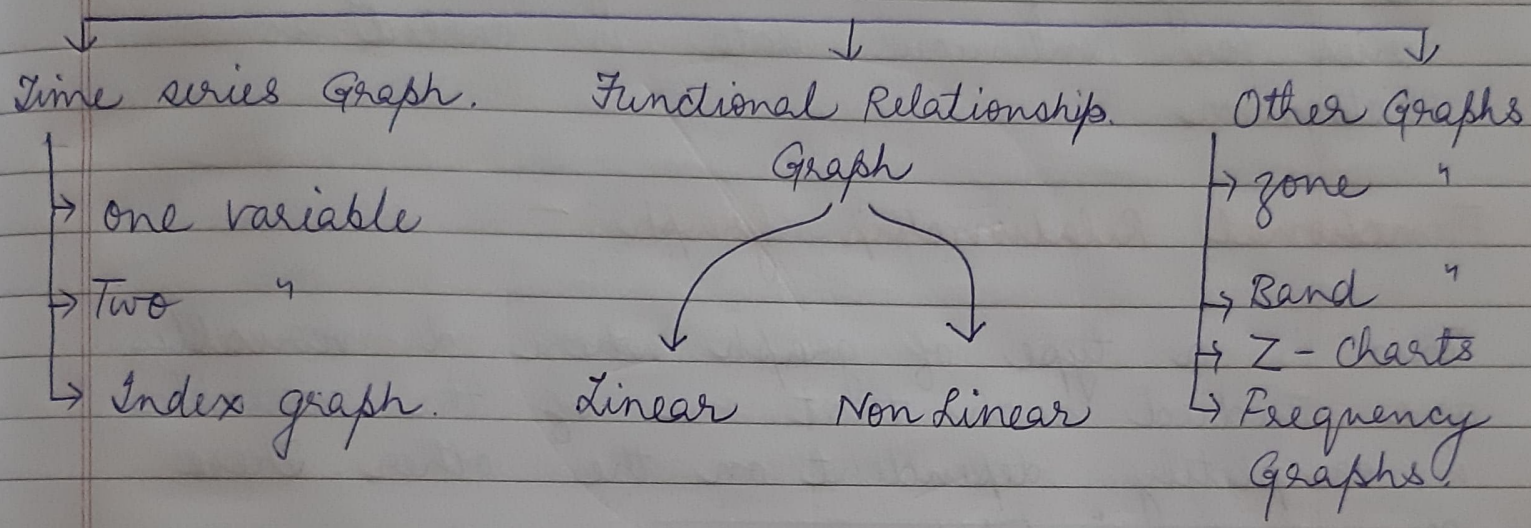 Time series Graph. Functional Relationship. Other Graphs
Graph
→ zone "
→ one variable
→ Two "
→ Band "
→ Z - charts
→ Index graph. Linear Non Linear → Frequency
Graphs.